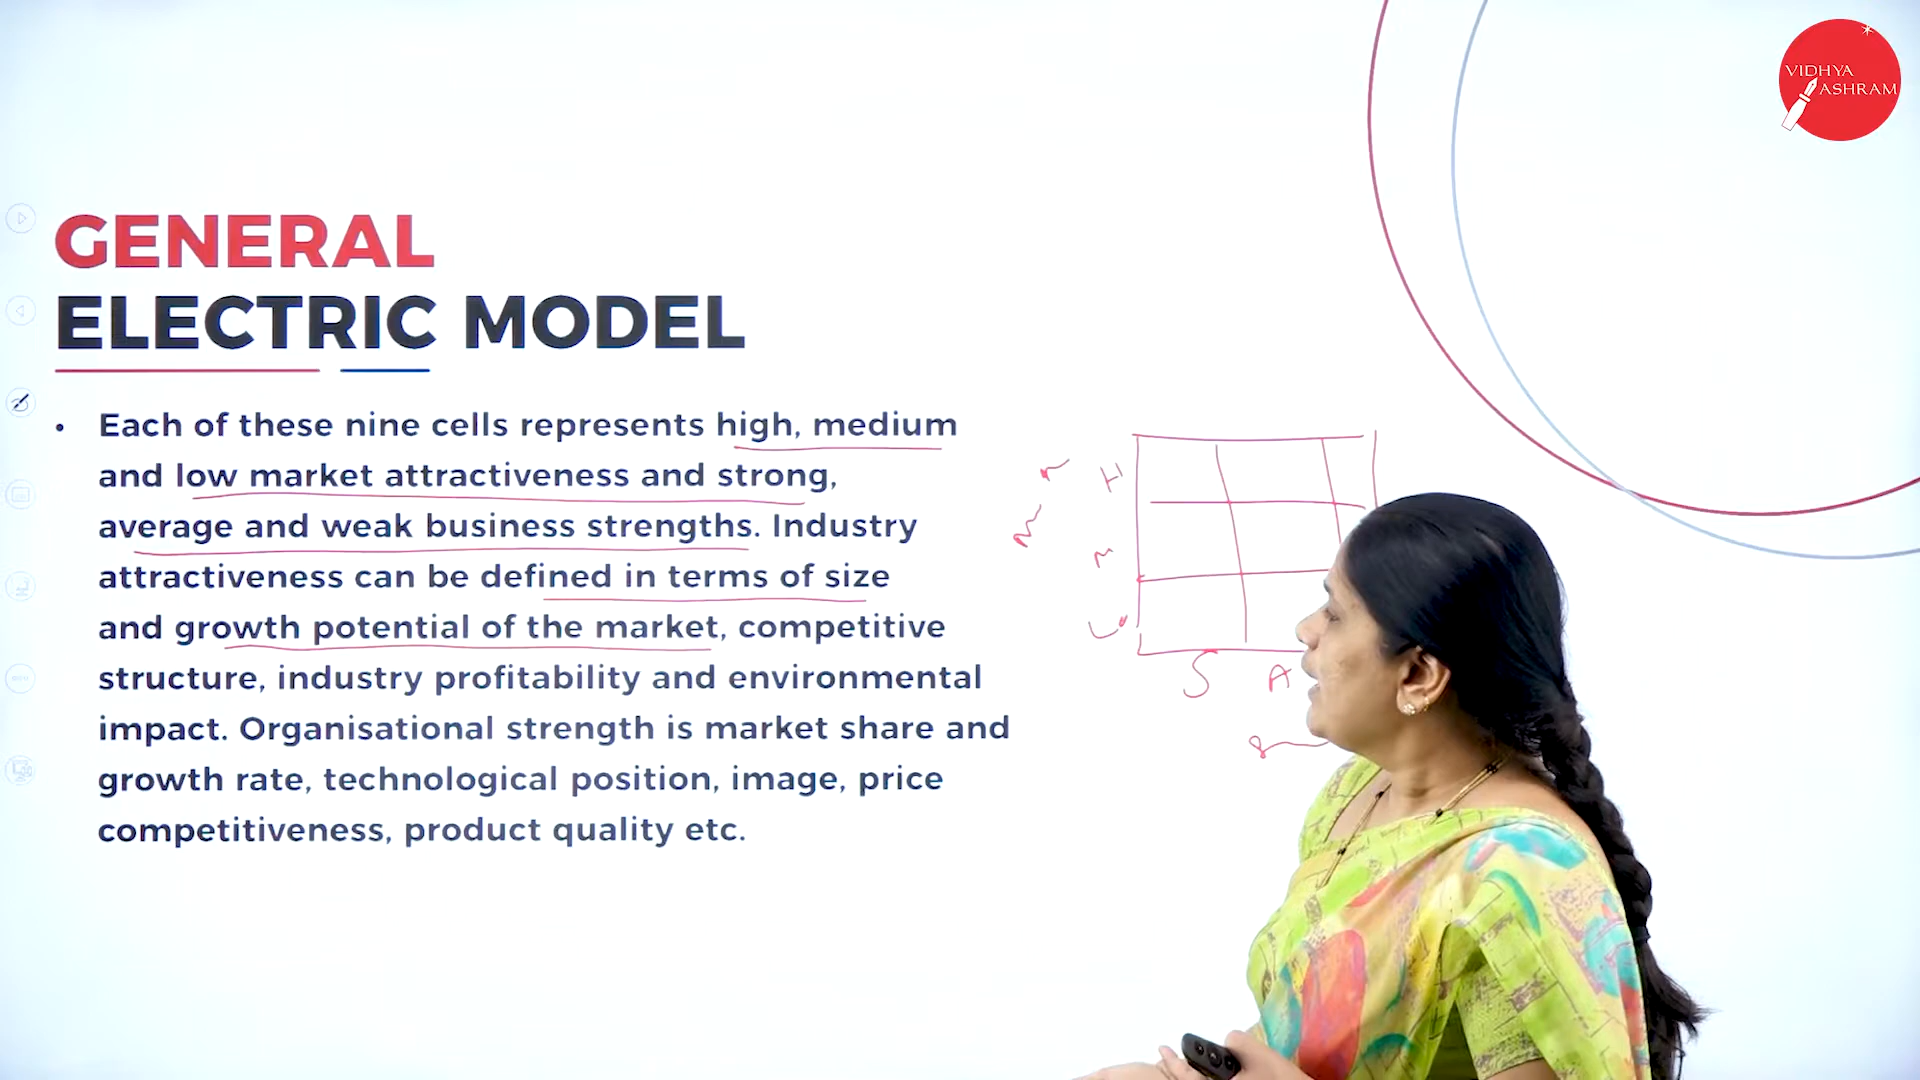 VIDHYA
ASHRAM
GENERAL
ELECTRIC MODEL
• Each of these nine cells represents high, medium
and low market attractiveness and strong,
average and weak business strengths. Industry
attractiveness can be defined in terms of size
and growth potential of the market, competitive
structure, industry profitability and environmental
impact. Organisational strength is market share and
growth rate, technological position, image, price
competitiveness, product quality etc.
H
M
L
S A